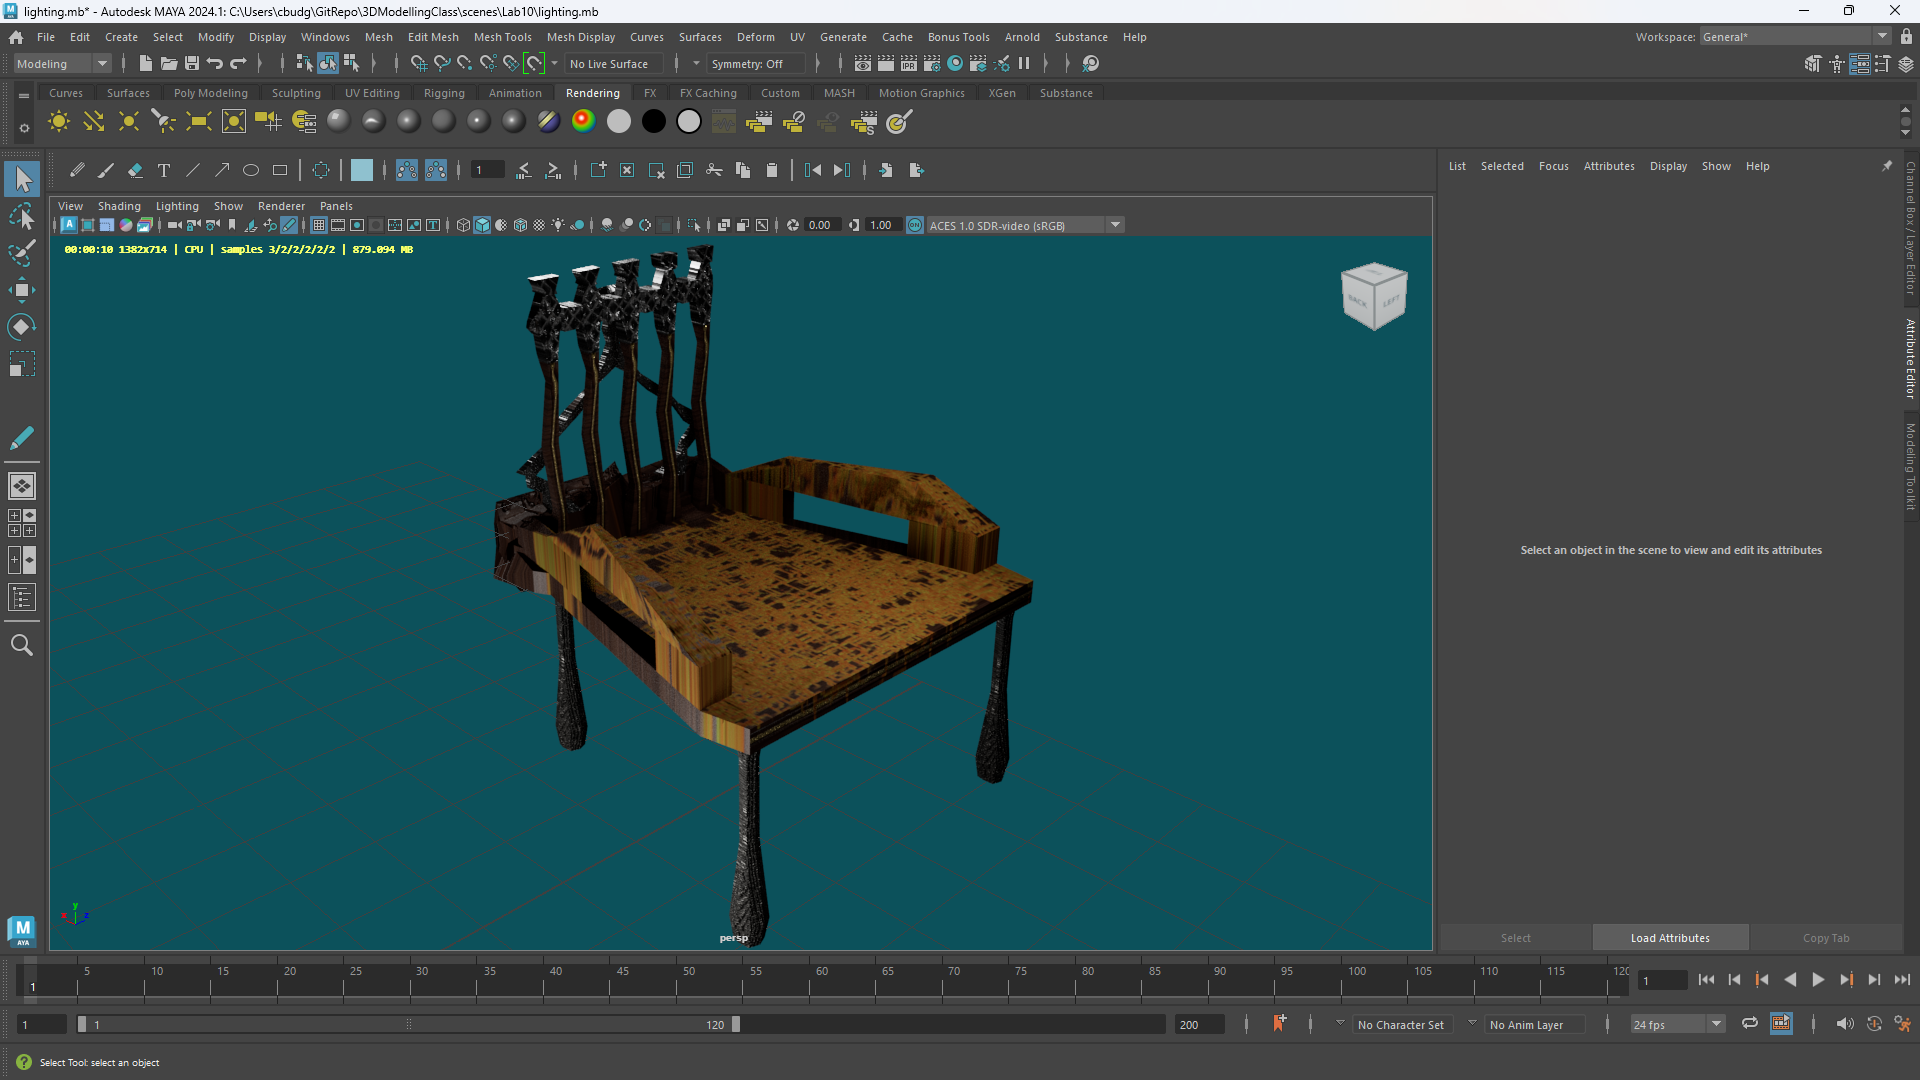 lighting.mb* - Autodesk MAYA 2024.1: C:\Users\cbudg\GitRepo\3DModellingClass\scenes\Lab10\lighting.mb
File Edit Create Select Modify Display Windows Mesh Edit Mesh Mesh Tools Mesh Display Curves Surfaces Deform UV Generate Cache Bonus Tools Arnold Substance Help Workspace: General*
Modeling No Live Surface Symmetry: Off IPR
Curves Surfaces Poly Modeling Sculpting UV Editing Rigging Animation Rendering FX FX Caching Custom MASH Motion Graphics XGen Substance
1
List Selected Focus Attributes Display Show Help
View Shading Lighting Show Renderer Panels
0.00 1.00 ON ACES 1.0 SDR-video (sRGB)
00:00:10 1382x714 | CPU | samples 3/2/2/2/2/2 | 879.094 MB
BACK LEFT
Channel Box / Layer Editor
Attribute Editor
Modeling Toolkit
Select an object in the scene to view and edit its attributes
M
AYA
x y z
persp
Select Load Attributes Copy Tab
5 10 15 20 25 30 35 40 45 50 55 60 65 70 75 80 85 90 95 100 105 110 115 120
1 1
1 1 120 200 No Character Set No Anim Layer 24 fps
Select Tool: select an object